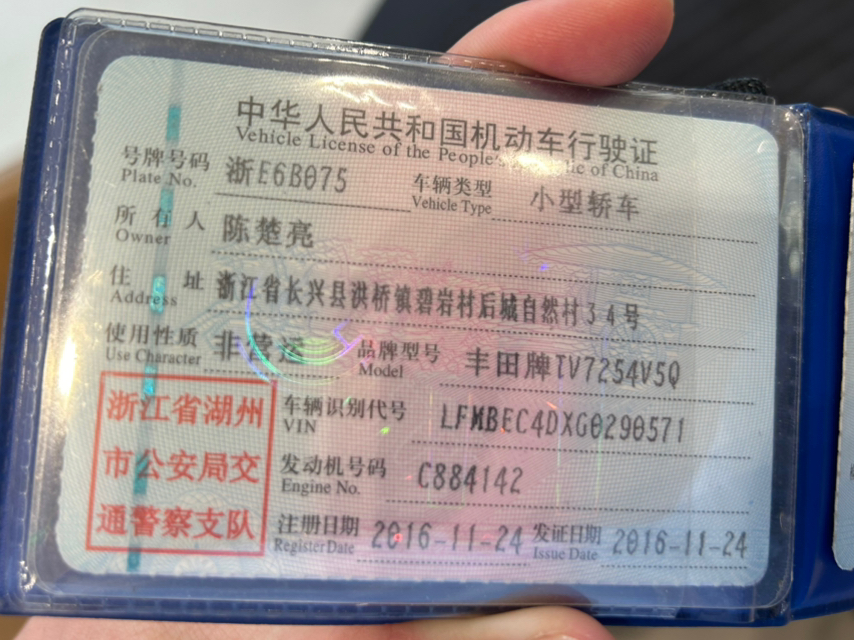 中华人民共和国机动车行驶证
Vehicle License of the People's Republic of China
号牌号码 浙E6B075 车辆类型 小型轿车
Plate No. Vehicle Type
所有人 陈楚亮
Owner
住址 浙江省长兴县洪桥镇碧岩村后城自然村34号
Address
使用性质 非营运 品牌型号 丰田牌TV7254V5Q
Use Character Model
浙江省湖州 车辆识别代号 LFMBEC4DXG0290571
VIN
市公安局交 发动机号码 C884142
Engine No.
通警察支队 注册日期 2016-11-24 发证日期 2016-11-24
Register Date Issue Date